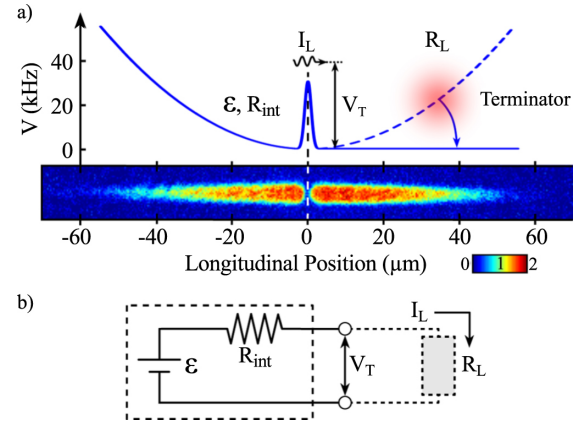 a)
I_L
R_L
V (kHz)
40
20
0
ε, R_int
V_T
Terminator
-60
-40
-20
0
20
40
60
0 1 2
Longitudinal Position (μm)
b)
I_L
R_int
ε
V_T
R_L